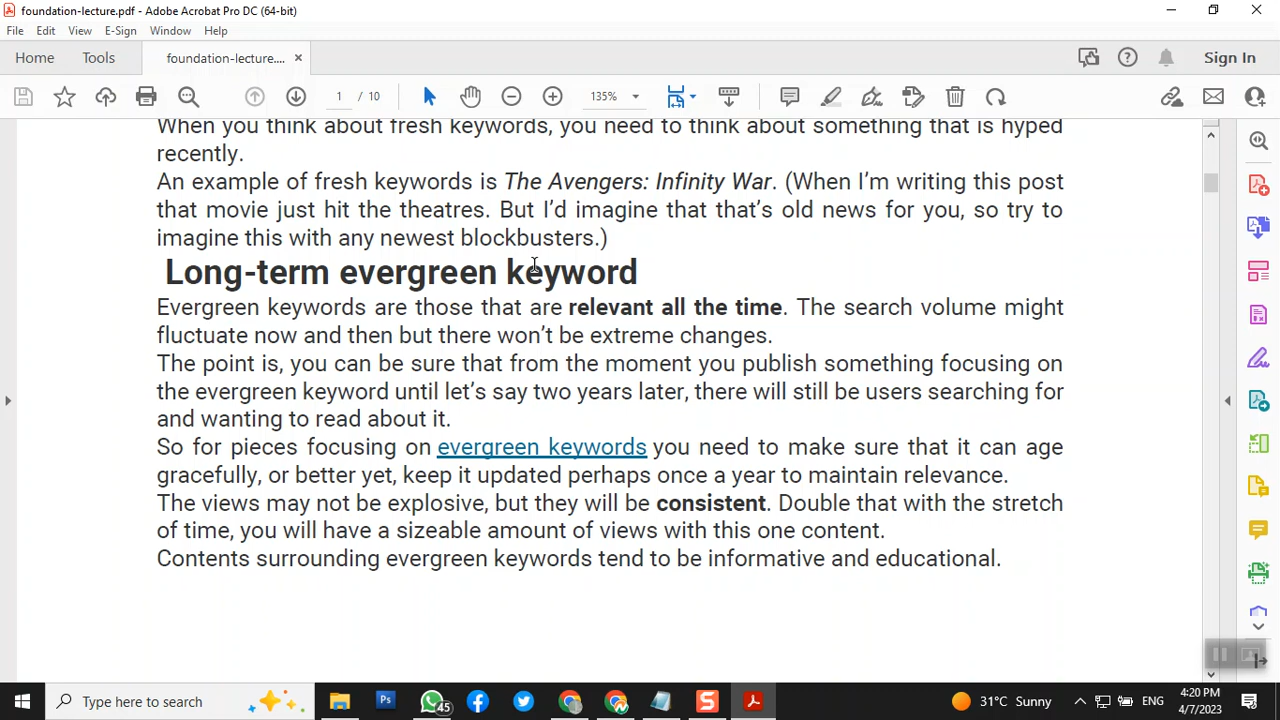 foundation-lecture.pdf - Adobe Acrobat Pro DC (64-bit)
File Edit View E-Sign Window Help
Home Tools foundation-lecture.... × Sign In
1 / 10 135%
When you think about fresh keywords, you need to think about something that is hyped
recently.
An example of fresh keywords is The Avengers: Infinity War. (When I’m writing this post
that movie just hit the theatres. But I’d imagine that that’s old news for you, so try to
imagine this with any newest blockbusters.)
Long-term evergreen keyword
Evergreen keywords are those that are relevant all the time. The search volume might
fluctuate now and then but there won’t be extreme changes.
The point is, you can be sure that from the moment you publish something focusing on
the evergreen keyword until let’s say two years later, there will still be users searching for
and wanting to read about it.
So for pieces focusing on evergreen keywords you need to make sure that it can age
gracefully, or better yet, keep it updated perhaps once a year to maintain relevance.
The views may not be explosive, but they will be consistent. Double that with the stretch
of time, you will have a sizeable amount of views with this one content.
Contents surrounding evergreen keywords tend to be informative and educational.
Type here to search Ps 45 S 31°C Sunny ENG 4:20 PM
4/7/2023